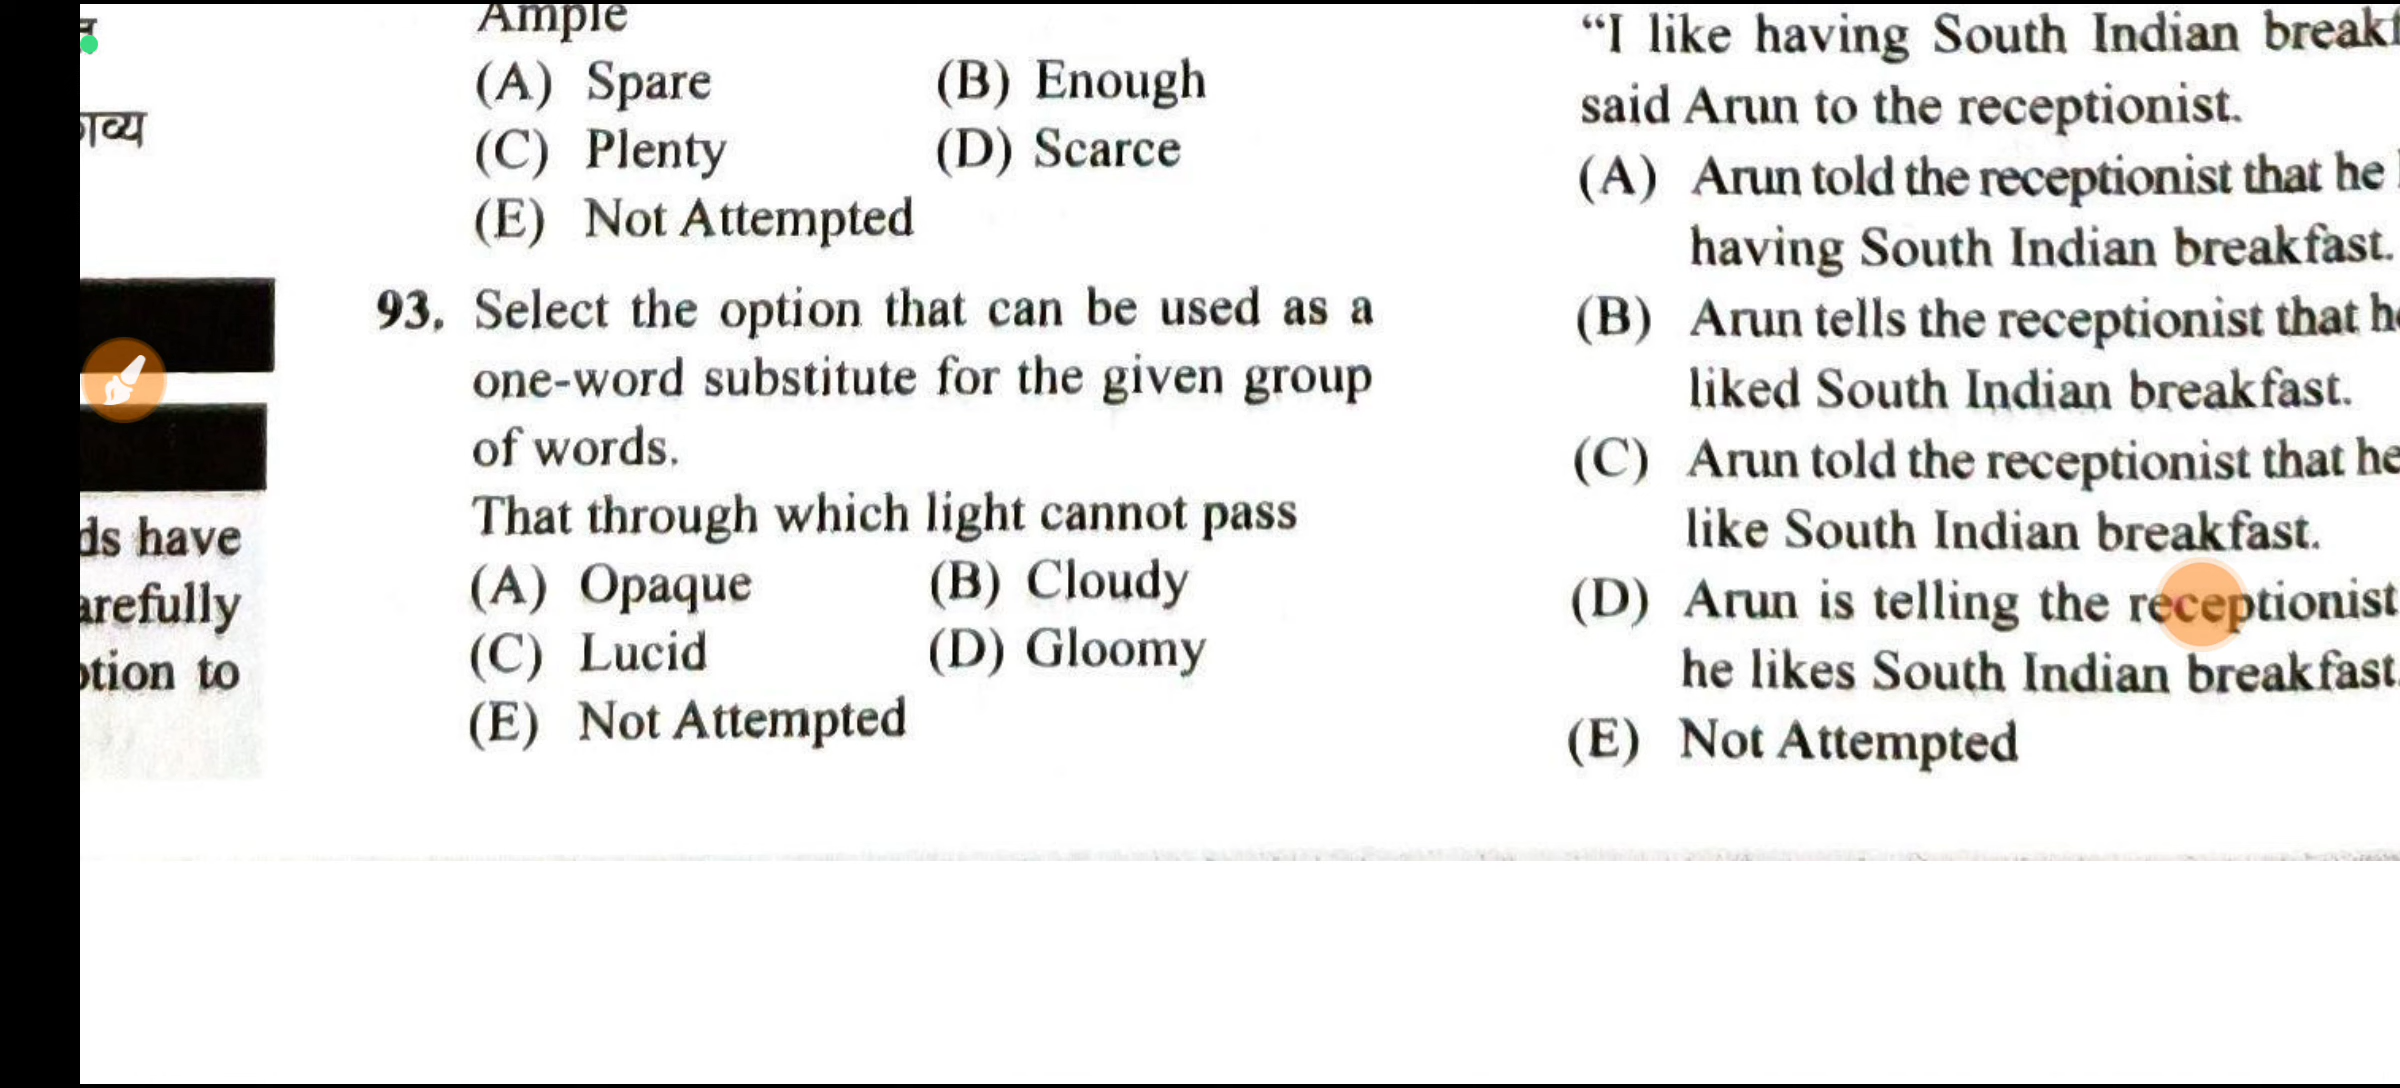 Ample
(A) Spare (B) Enough
(C) Plenty (D) Scarce
(E) Not Attempted
93. Select the option that can be used as a
one-word substitute for the given group
of words.
That through which light cannot pass
(A) Opaque (B) Cloudy
(C) Lucid (D) Gloomy
(E) Not Attempted
have
to
“I like having South Indian
said Arun to the receptionist.
(A) Arun told the receptionist that he
having South Indian breakfast.
(B) Arun tells the receptionist that
liked South Indian breakfast.
(C) Arun told the receptionist that he
like South Indian breakfast.
(D) Arun is telling the receptionist
he likes South Indian breakfast.
(E) Not Attempted